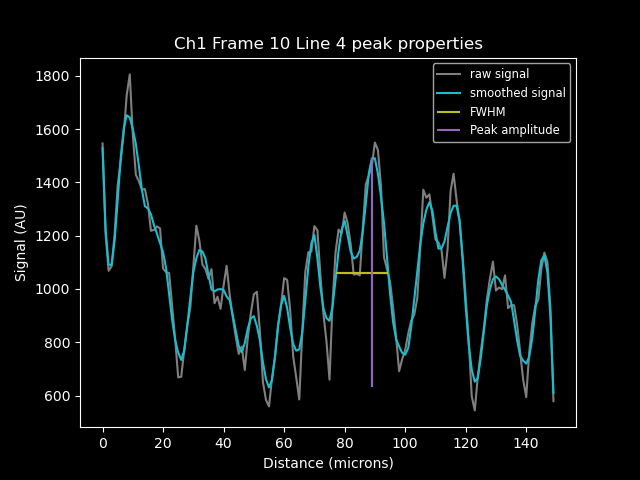 Ch1 Frame 10 Line 4 peak properties
raw signal
smoothed signal
FWHM
Peak amplitude
Signal (AU)
1800
1600
1400
1200
1000
800
600
0 20 40 60 80 100 120 140
Distance (microns)